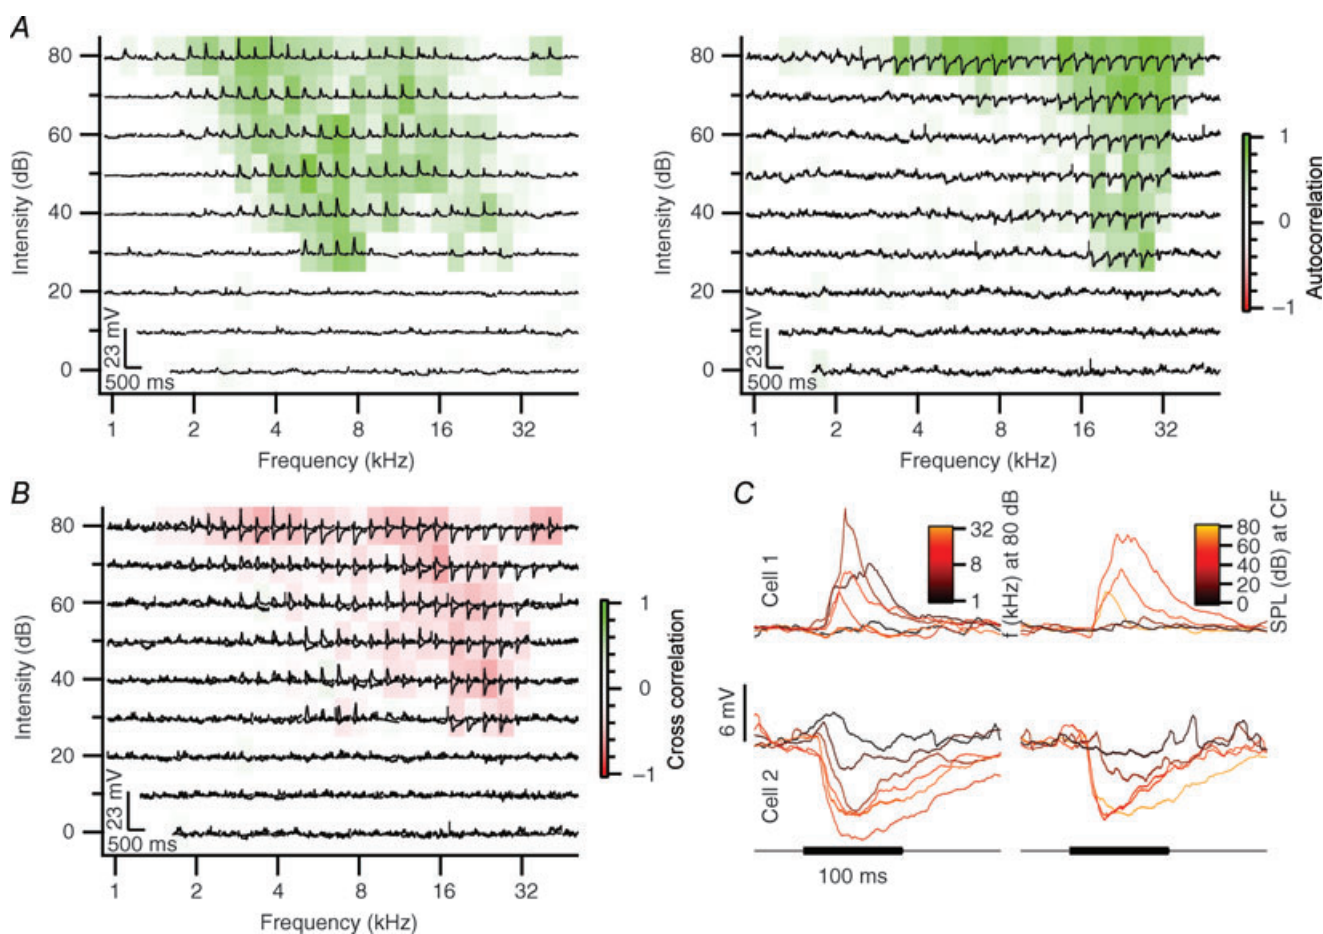 A
Intensity (dB)
80
60
40
20
0
23 mV
500 ms
1 2 4 8 16 32
Frequency (kHz)
Intensity (dB)
80
60
40
20
0
23 mV
500 ms
1 2 4 8 16 32
Frequency (kHz)
1
0
−1
Autocorrelation
B
Intensity (dB)
80
60
40
20
0
23 mV
500 ms
1 2 4 8 16 32
Frequency (kHz)
1
0
−1
Cross correlation
C
Cell 1
32
8
1
f (kHz) at 80 dB
80
60
40
20
0
SPL (dB) at CF
6 mV
Cell 2
100 ms